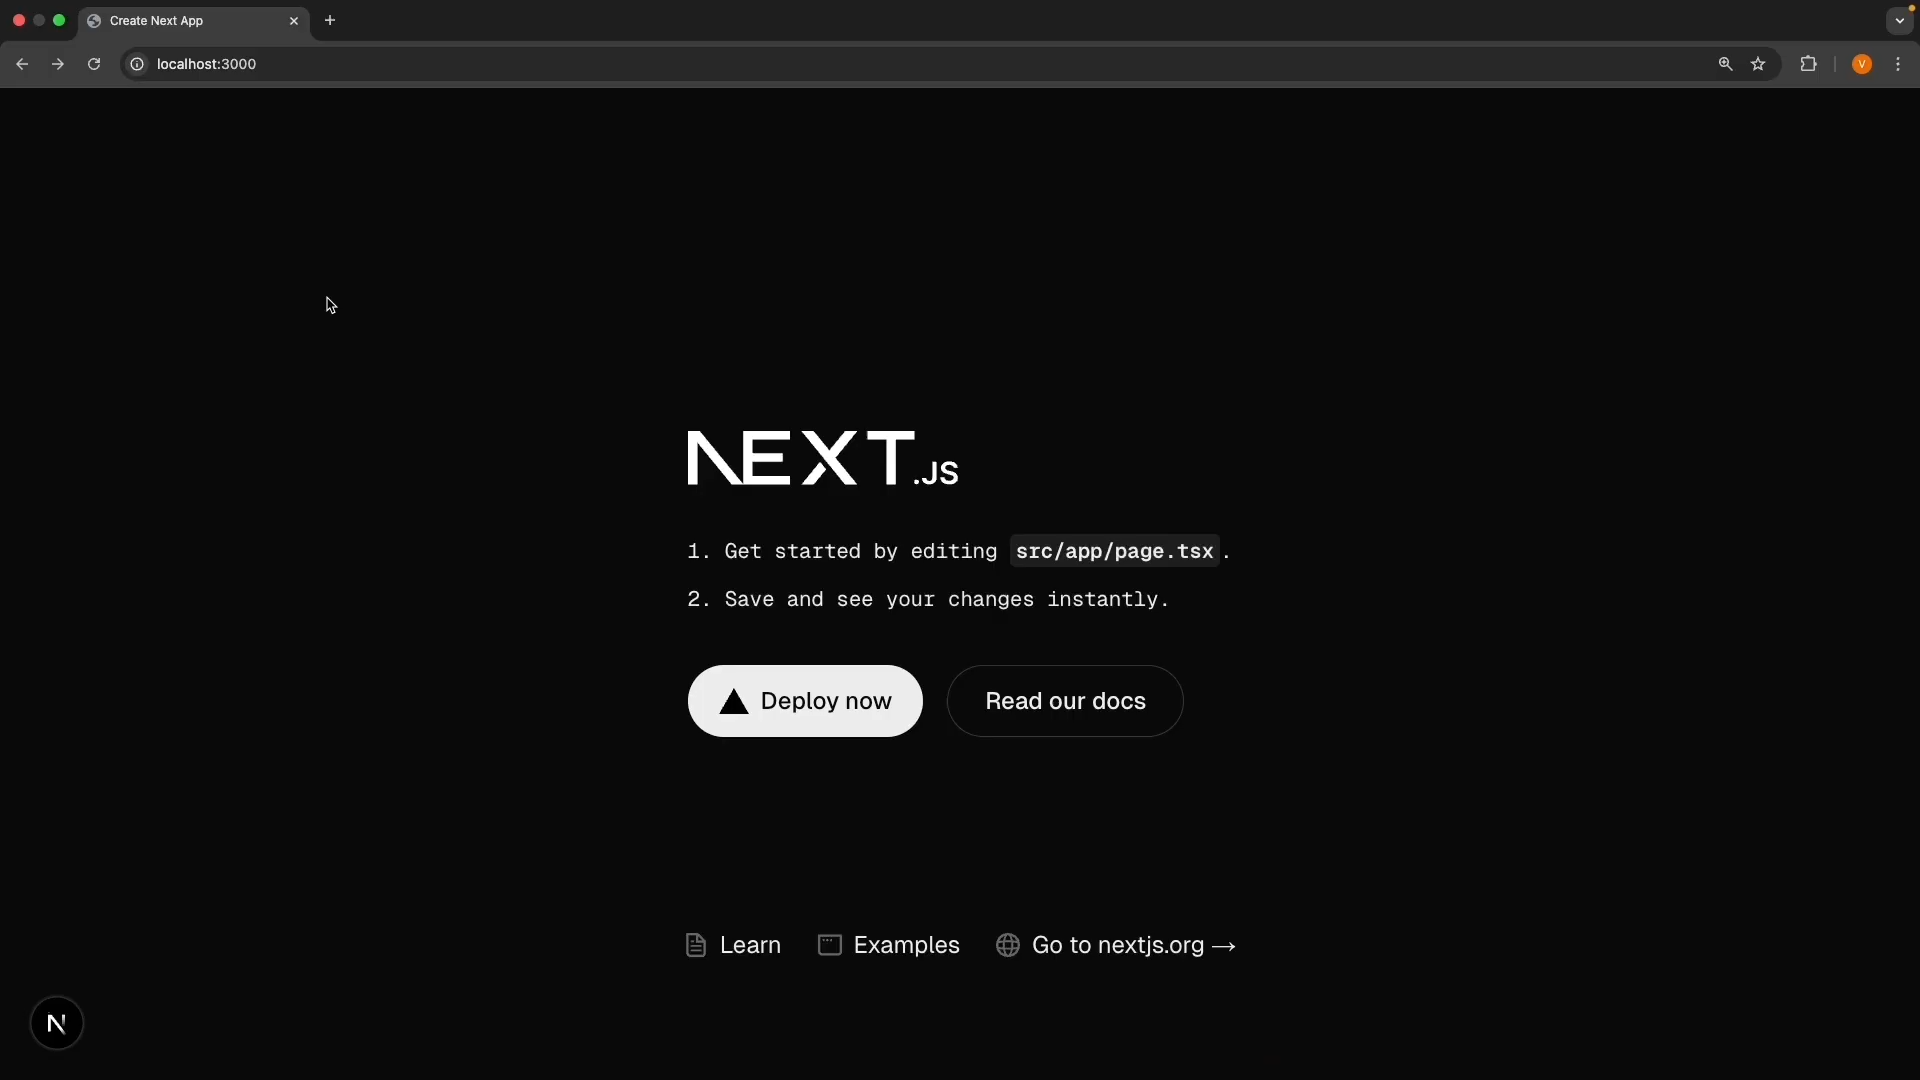 Create Next App
localhost:3000
V
NEXT.JS
1. Get started by editing src/app/page.tsx.
2. Save and see your changes instantly.
Deploy now
Read our docs
Learn
Examples
Go to nextjs.org →
N